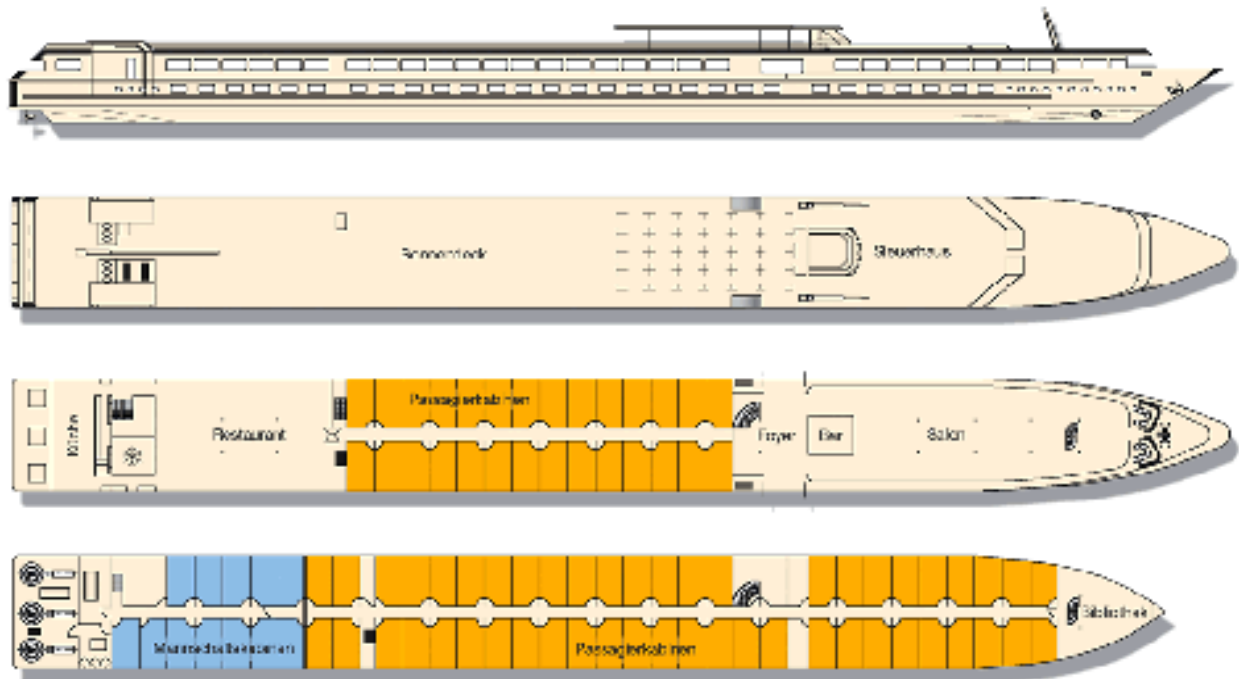 Sonnendeck
Steuerhaus
Passagierkabinen
Küche
Restaurant
Foyer
Bar
Salon
Bibliothek
Mannschaftskabinen
Passagierkabinen